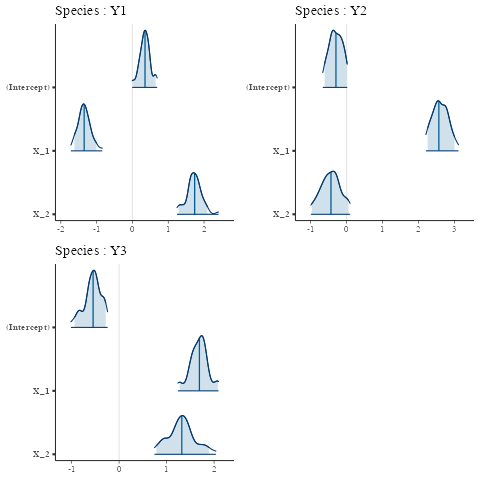 Species : Y1
(Intercept)
X_1
X_2
-2 -1 0 1 2
Species : Y2
(Intercept)
X_1
X_2
-1 0 1 2 3
Species : Y3
(Intercept)
X_1
X_2
-1 0 1 2